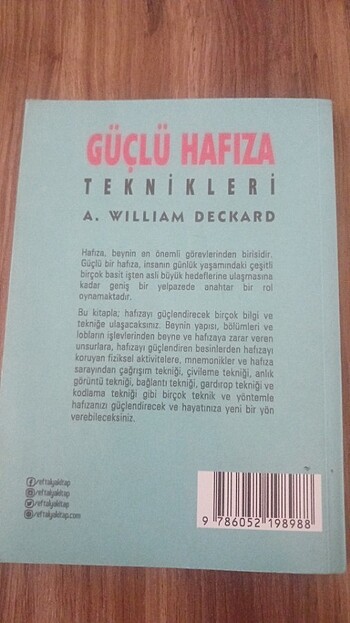 GÜÇLÜ HAFIZA
TEKNİKLERİ
A. WILLIAM DECKARD
Hafıza, beynin en önemli görevlerinden birisidir.
Güçlü bir hafıza, insanın günlük yaşamındaki çeşitli
birçok basit işten asli büyük hedeflerine ulaşmasına
kadar geniş bir yelpazede anahtar bir rol
oynamaktadır.
Bu kitapla; hafızayı güçlendirecek birçok bilgi ve
tekniğe ulaşacaksınız. Beynin yapısı, bölümleri ve
lobların işlevlerinden beyne ve hafızaya zarar veren
unsurlara, hafızayı güçlendiren besinlerden hafızayı
koruyan fiziksel aktivitelere, mnemonikler ve hafıza
sarayından çağrışım tekniği, çivileme tekniği, anlık
görüntü tekniği, bağlantı tekniği, gardırop tekniği ve
kodlama tekniği gibi birçok teknik ve yöntemle
hafızanızı güçlendirecek ve hayatınıza yeni bir yön
verebileceksiniz.
/eftalyakitap
/eftalyakitap
/eftalyakitap
/eftalyakitap.com
9 786052 198988